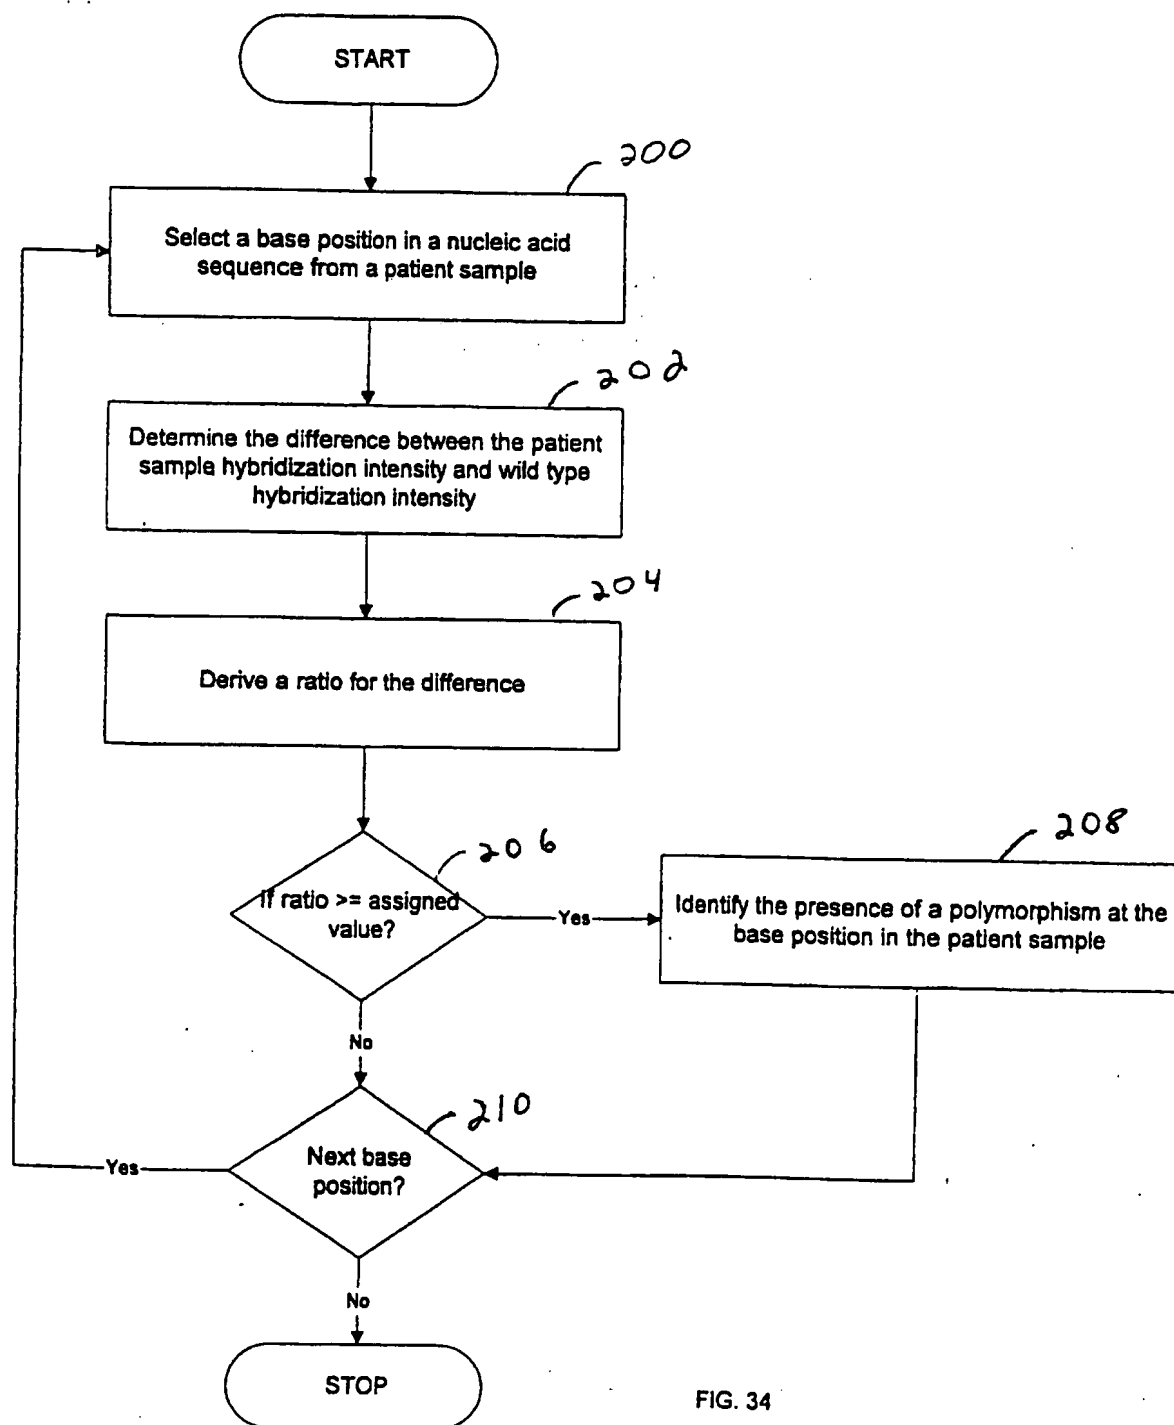 START
200
Select a base position in a nucleic acid
sequence from a patient sample
202
Determine the difference between the patient
sample hybridization intensity and wild type
hybridization intensity
204
Derive a ratio for the difference
206
If ratio >= assigned
value?
Yes
208
Identify the presence of a polymorphism at the
base position in the patient sample
No
210
Next base
position?
Yes
No
STOP
FIG. 34